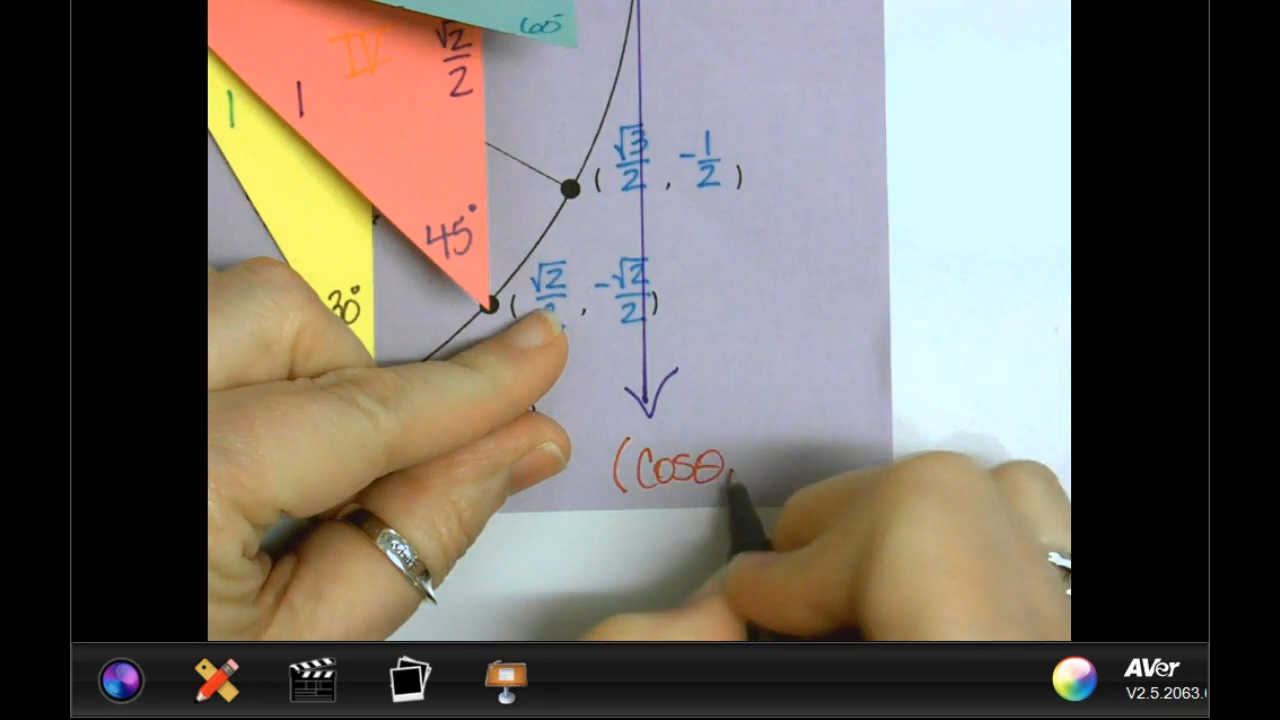 60°
IV
√2/2
1
1
(√3/2, -1/2)
45°
30°
(√2/2, -√2/2)
(cosθ,
AVer
V2.5.2063.